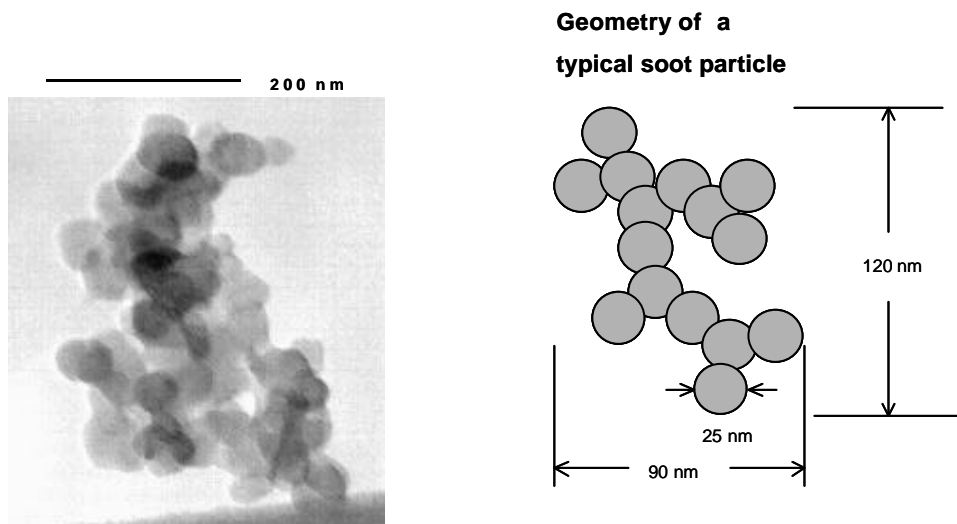 200 nm
Geometry of a
typical soot particle
120 nm
25 nm
90 nm